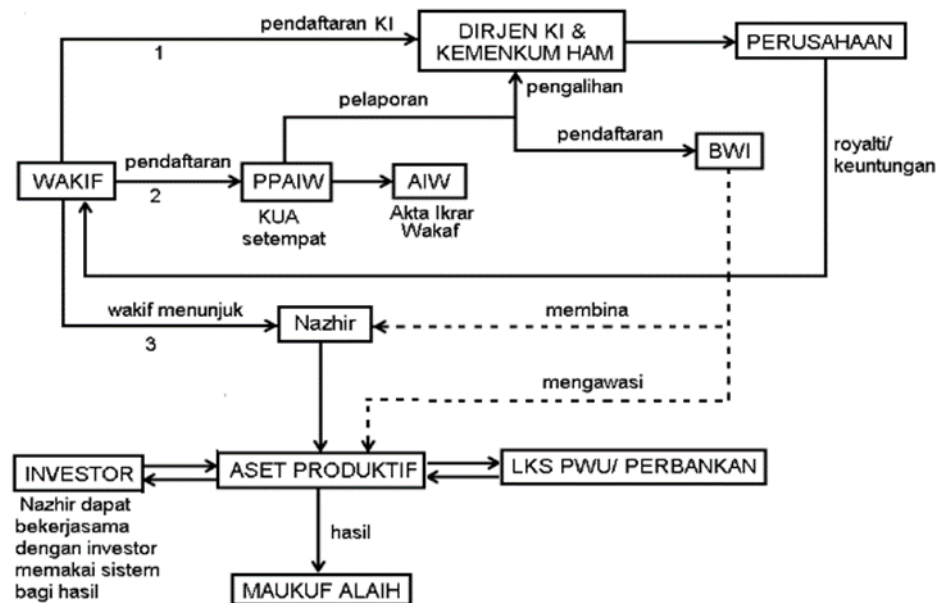 pendaftaran KI
1
DIRJEN KI &
KEMENKUM HAM
PERUSAHAAN
pelaporan
pengalihan
pendaftaran
BWI
royalti/
keuntungan
WAKIF
pendaftaran
2
PPAIW
KUA
setempat
AIW
Akta Ikrar
Wakaf
wakif menunjuk
3
Nazhir
membina
mengawasi
INVESTOR
ASET PRODUKTIF
LKS PWU/ PERBANKAN
Nazhir dapat
bekerjasama
dengan investor
memakai sistem
bagi hasil
hasil
MAUKUF ALAIH